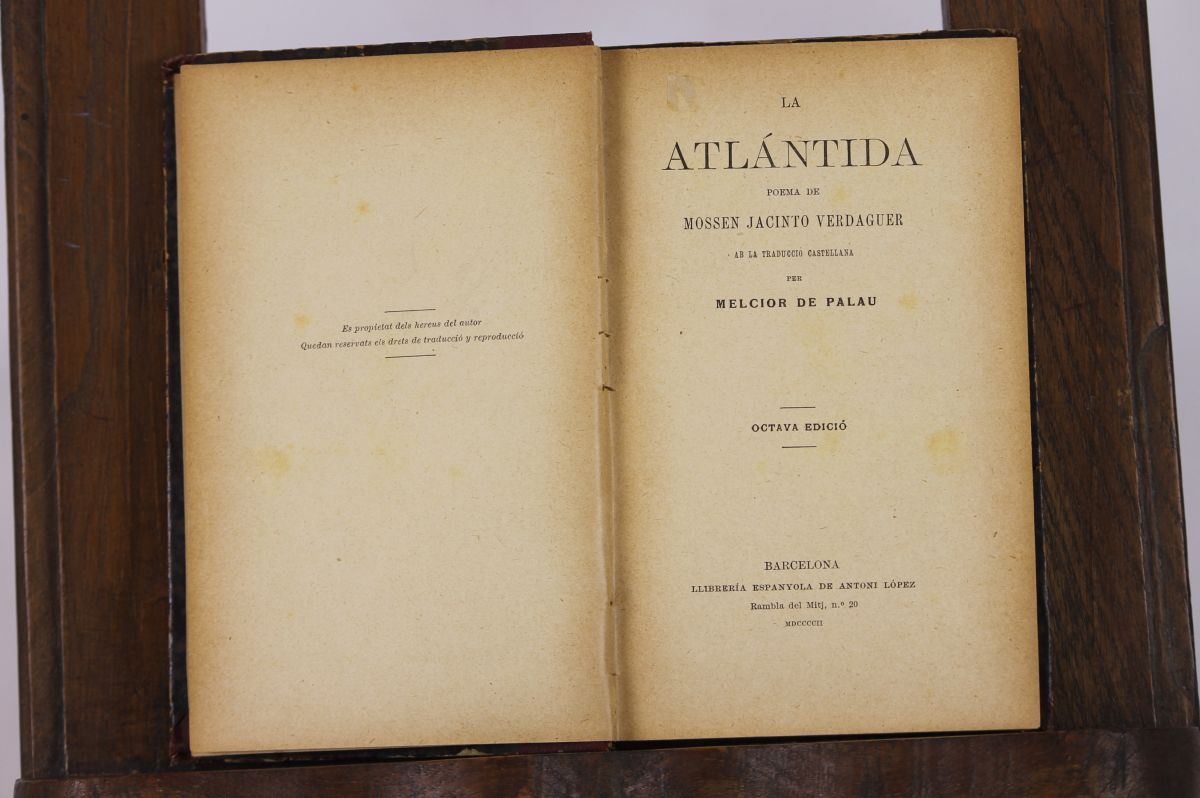 Es propietat dels hereus del autor
Quedan reservats els drets de traducció y reproducció
LA
ATLÁNTIDA
POEMA DE
MOSSEN JACINTO VERDAGUER
AB LA TRADUCCIÓ CASTELLANA
PER
MELCIOR DE PALAU
OCTAVA EDICIÓ
BARCELONA
LLIBRERÍA ESPANYOLA DE ANTONI LÓPEZ
Rambla del Mitj, n.º 20
MDCCCCII